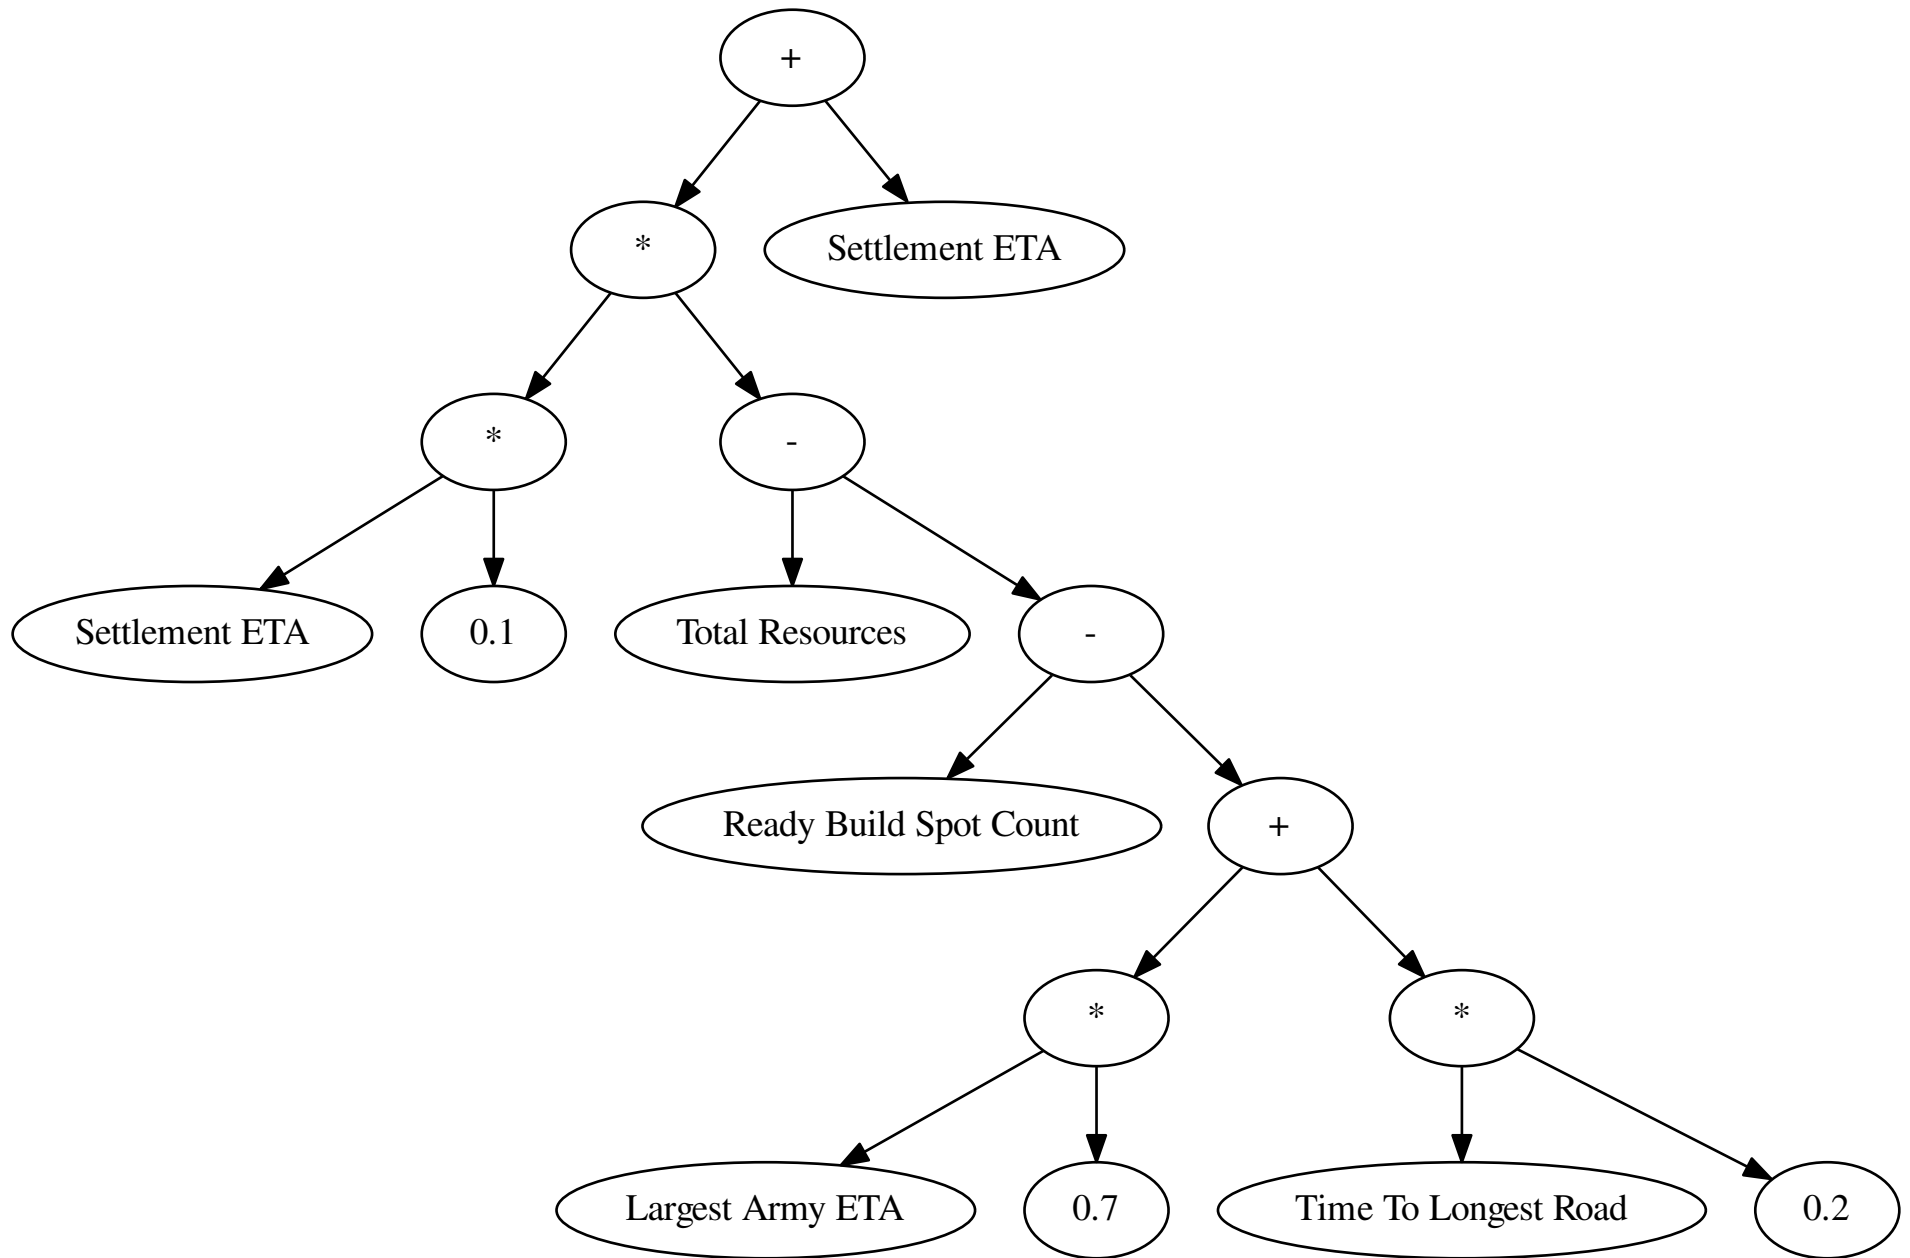 +
*
Settlement ETA
*
-
Settlement ETA
0.1
Total Resources
-
Ready Build Spot Count
+
*
*
Largest Army ETA
0.7
Time To Longest Road
0.2